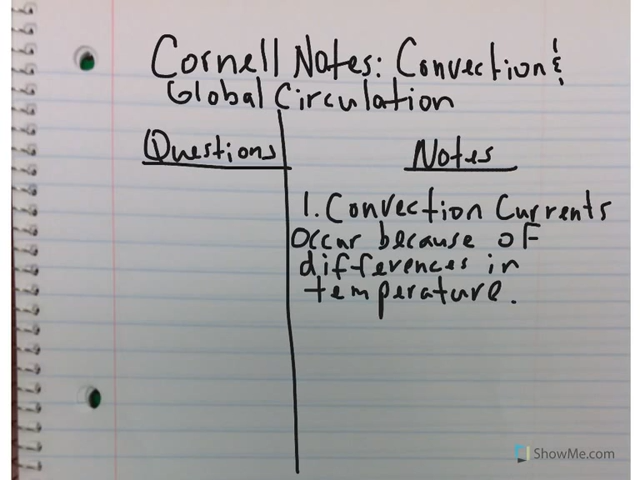 Cornell Notes: Convection &
Global Circulation
Questions
Notes
1. Convection Currents
Occur because of
differences in
temperature.
ShowMe.com